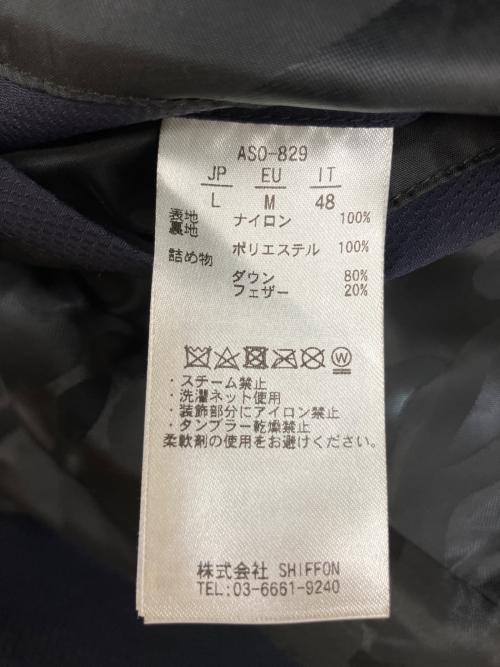 ASO-829
JP EU IT
L M 48
表地 ナイロン 100%
裏地
ポリエステル 100%
詰め物
ダウン 80%
フェザー 20%
・スチーム禁止
・洗濯ネット使用
・装飾部分にアイロン禁止
・タンブラー乾燥禁止
柔軟剤の使用をお避けください。
株式会社 SHIFFON
TEL:03-6661-9240